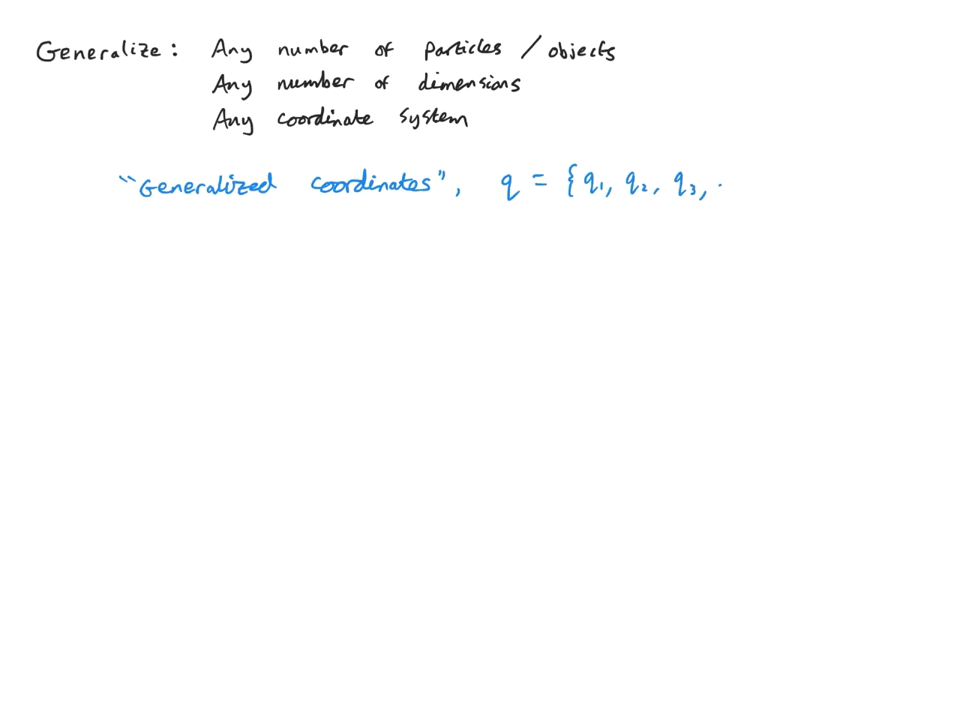 Generalize: Any number of particles / objects
Any number of dimensions
Any coordinate system
"Generalized coordinates", q = {q₁, q₂, q₃, ·